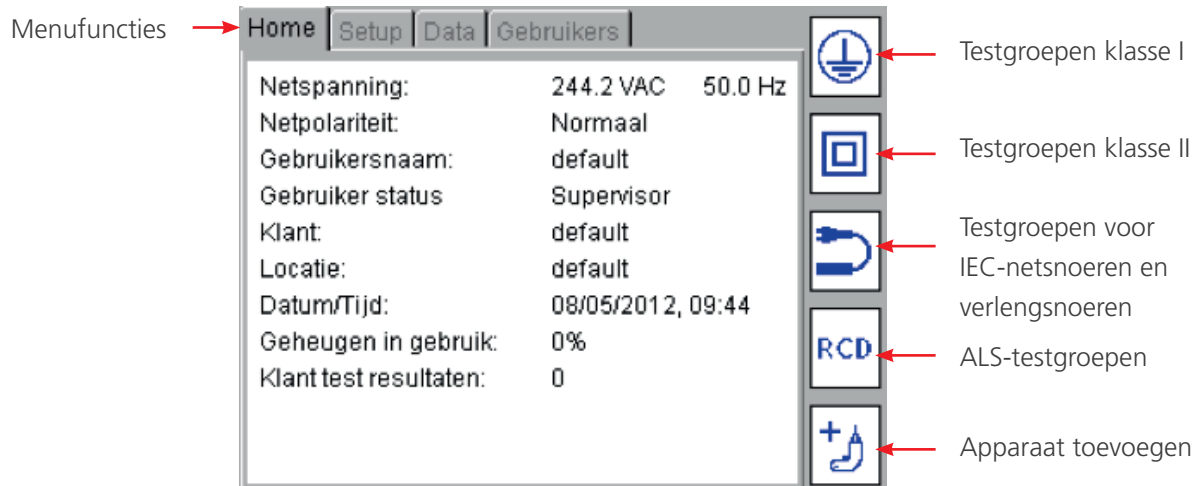 Menufuncties
Home Setup Data Gebruikers
Netspanning: 244.2 VAC 50.0 Hz
Netpolariteit: Normaal
Gebruikersnaam: default
Gebruiker status Supervisor
Klant: default
Locatie: default
Datum/Tijd: 08/05/2012, 09:44
Geheugen in gebruik: 0%
Klant test resultaten: 0
RCD
Testgroepen klasse I
Testgroepen klasse II
Testgroepen voor
IEC-netsnoeren en
verlengsnoeren
ALS-testgroepen
Apparaat toevoegen